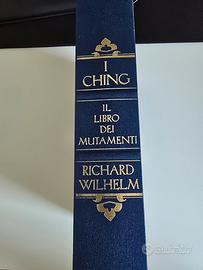 I
CHING
IL
LIBRO
DEI
MUTAMENTI
RICHARD
WILHELM